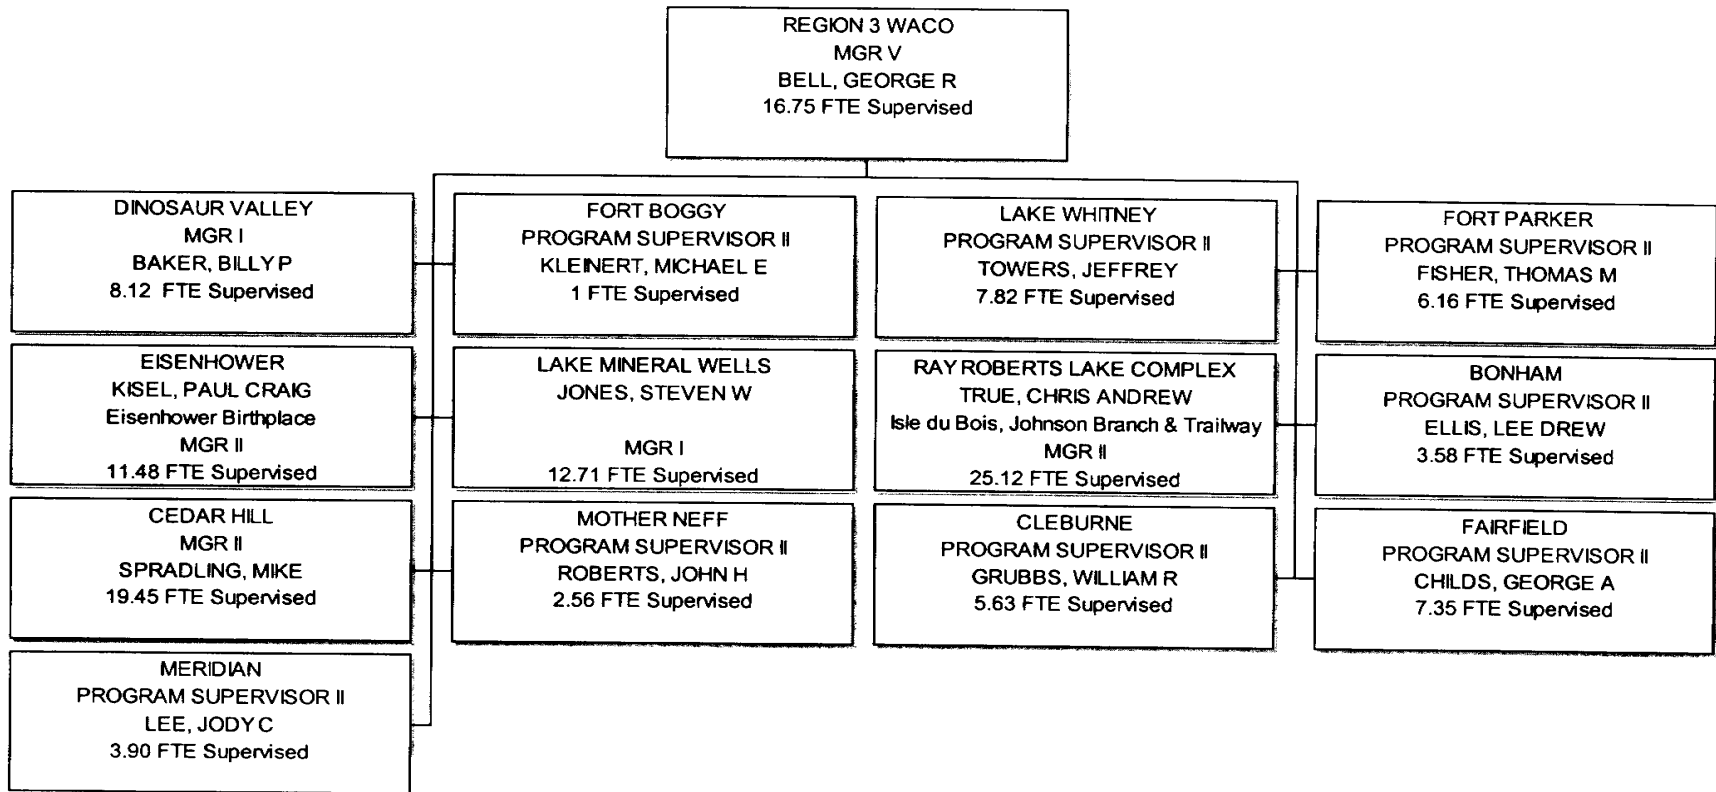 REGION 3 WACO
MGR V
BELL, GEORGE R
16.75 FTE Supervised
DINOSAUR VALLEY
MGR I
BAKER, BILLY P
8.12 FTE Supervised
FORT BOGGY
PROGRAM SUPERVISOR II
KLEINERT, MICHAEL E
1 FTE Supervised
LAKE WHITNEY
PROGRAM SUPERVISOR II
TOWERS, JEFFREY
7.82 FTE Supervised
FORT PARKER
PROGRAM SUPERVISOR II
FISHER, THOMAS M
6.16 FTE Supervised
EISENHOWER
KISEL, PAUL CRAIG
Eisenhower Birthplace
MGR II
11.48 FTE Supervised
LAKE MINERAL WELLS
JONES, STEVEN W
MGR I
12.71 FTE Supervised
RAY ROBERTS LAKE COMPLEX
TRUE, CHRIS ANDREW
Isle du Bois, Johnson Branch & Trailway
MGR II
25.12 FTE Supervised
BONHAM
PROGRAM SUPERVISOR II
ELLIS, LEE DREW
3.58 FTE Supervised
CEDAR HILL
MGR II
SPRADLING, MIKE
19.45 FTE Supervised
MOTHER NEFF
PROGRAM SUPERVISOR II
ROBERTS, JOHN H
2.56 FTE Supervised
CLEBURNE
PROGRAM SUPERVISOR II
GRUBBS, WILLIAM R
5.63 FTE Supervised
FAIRFIELD
PROGRAM SUPERVISOR II
CHILDS, GEORGE A
7.35 FTE Supervised
MERIDIAN
PROGRAM SUPERVISOR II
LEE, JODY C
3.90 FTE Supervised